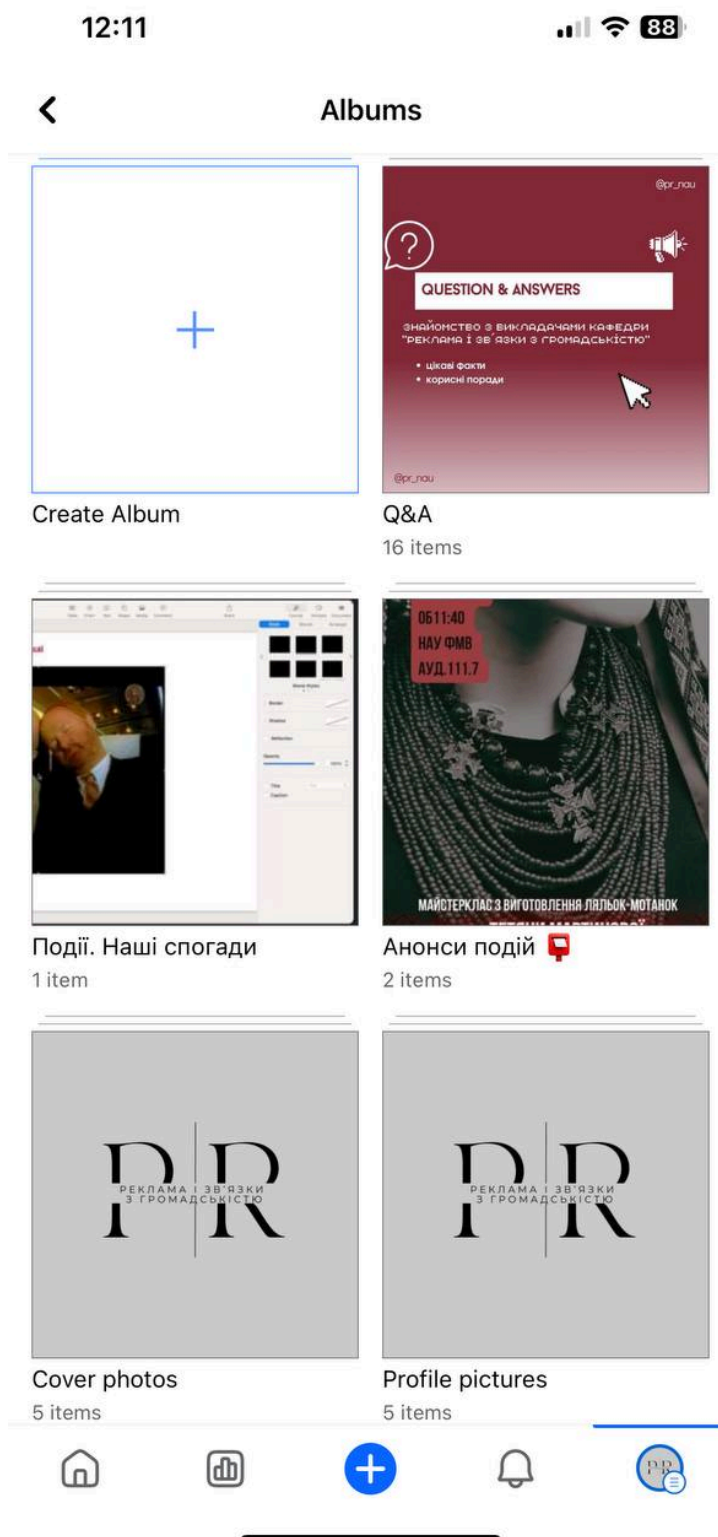 12:11
88
Albums
@pr_nau
QUESTION & ANSWERS
ЗНАЙОМСТВО З ВИКЛАДАЧАМИ КАФЕДРИ
"РЕКЛАМА І ЗВ'ЯЗКИ З ГРОМАДСЬКІСТЮ"
• цікаві факти
• корисні поради
@pr_nau
Create Album
Q&A
16 items
ОБ11:40
НАУ ФМВ
АУД.111.7
МАЙСТЕРКЛАС З ВИГОТОВЛЕННЯ ЛЯЛЬОК-МОТАНОК
Події. Наші спогади
1 item
Анонси подій
2 items
PR
РЕКЛАМА І ЗВ'ЯЗКИ
З ГРОМАДСЬКІСТЮ
PR
РЕКЛАМА І ЗВ'ЯЗКИ
З ГРОМАДСЬКІСТЮ
Cover photos
5 items
Profile pictures
5 items
PR